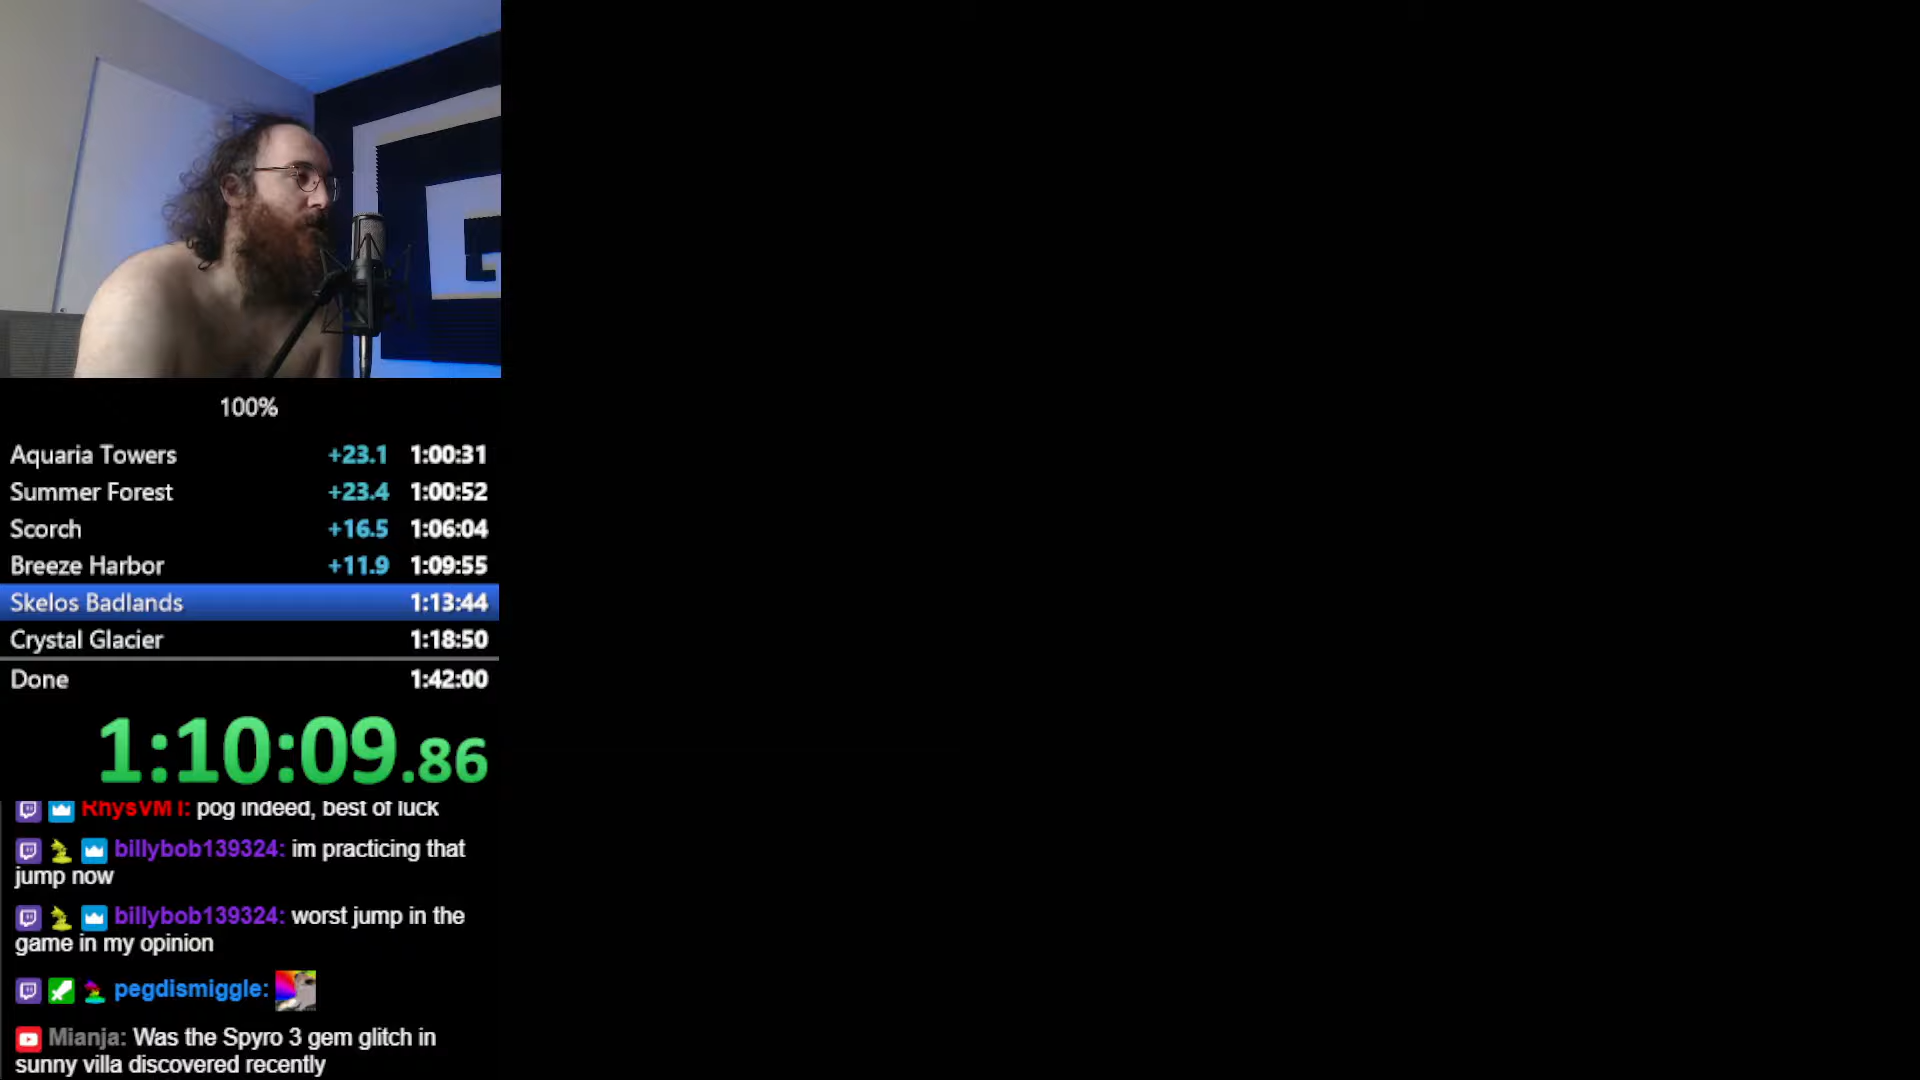 100%
Aquaria Towers +23.1 1:00:31
Summer Forest +23.4 1:00:52
Scorch +16.5 1:06:04
Breeze Harbor +11.9 1:09:55
Skelos Badlands 1:13:44
Crystal Glacier 1:18:50
Done 1:42:00
1:10:09.86
pog indeed, best of luck
billybob139324: im practicing that
jump now
billybob139324: worst jump in the
game in my opinion
pegdismiggle:
Mianja: Was the Spyro 3 gem glitch in
sunny villa discovered recently